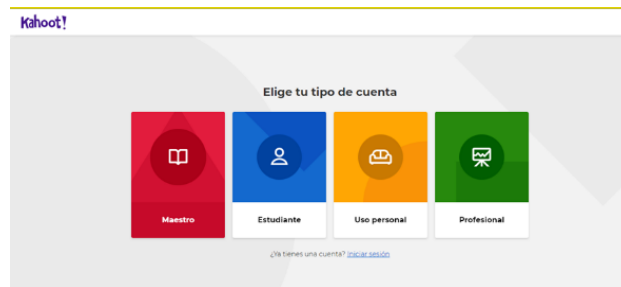 Kahoot!
Elige tu tipo de cuenta
Maestro
Estudiante
Uso personal
Profesional
¿Ya tienes una cuenta? Iniciar sesión